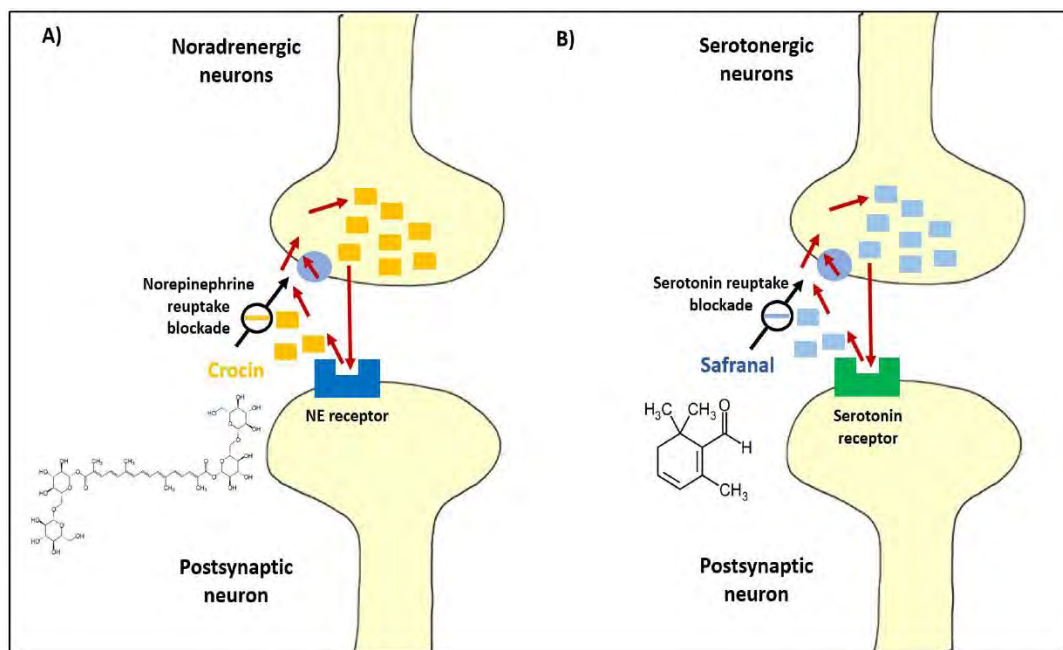 A)
Noradrenergic
neurons
Norepinephrine
reuptake
blockade
Crocin
NE receptor
Postsynaptic
neuron
B)
Serotonergic
neurons
Serotonin reuptake
blockade
Safranal
Serotonin
receptor
H₃C
CH₃
O
H
CH₃
Postsynaptic
neuron